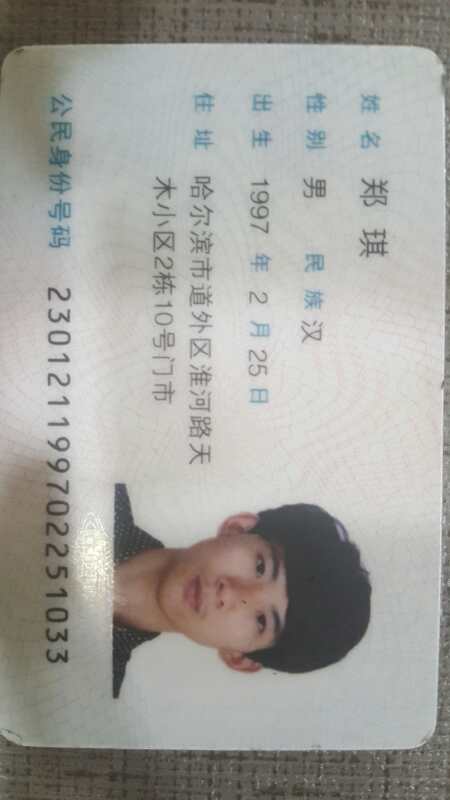 姓名 郑琪
性别 男 民族 汉
出生 1997 年 2 月 25 日
住址 哈尔滨市道外区淮河路天
木小区2栋10号门市
公民身份号码 230121199702251033